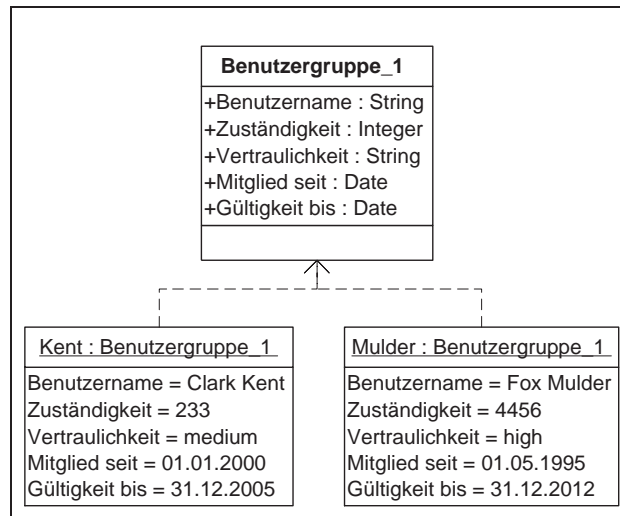 Benutzergruppe_1
+Benutzername : String
+Zuständigkeit : Integer
+Vertraulichkeit : String
+Mitglied seit : Date
+Gültigkeit bis : Date
Kent : Benutzergruppe_1
Benutzername = Clark Kent
Zuständigkeit = 233
Vertraulichkeit = medium
Mitglied seit = 01.01.2000
Gültigkeit bis = 31.12.2005
Mulder : Benutzergruppe_1
Benutzername = Fox Mulder
Zuständigkeit = 4456
Vertraulichkeit = high
Mitglied seit = 01.05.1995
Gültigkeit bis = 31.12.2012